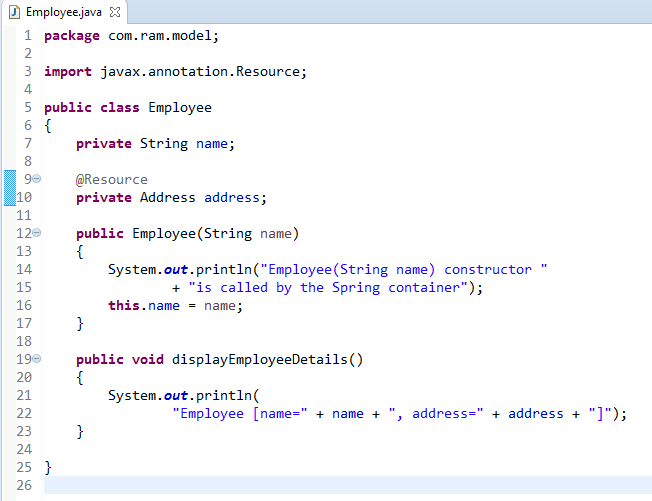 Employee.java
1 package com.ram.model;
2
3 import javax.annotation.Resource;
4
5 public class Employee
6 {
7     private String name;
8
9     @Resource
10     private Address address;
11
12     public Employee(String name)
13     {
14         System.out.println("Employee(String name) constructor "
15                 + "is called by the Spring container");
16         this.name = name;
17     }
18
19     public void displayEmployeeDetails()
20     {
21         System.out.println(
22                 "Employee [name=" + name + ", address=" + address + "]");
23     }
24
25 }
26